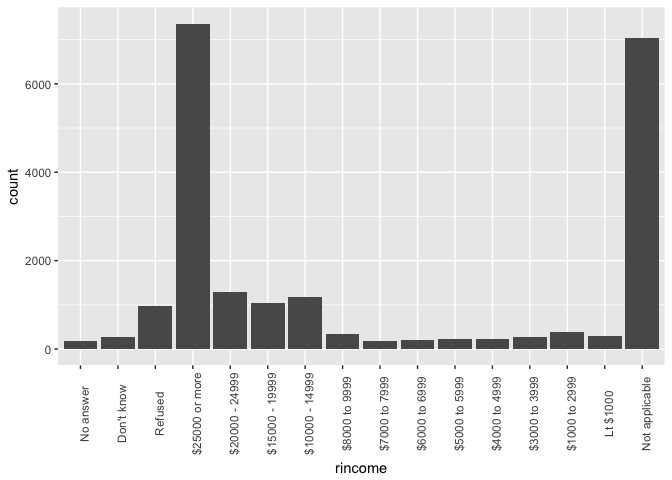 6000
4000
2000
0
count
No answer
Don't know
Refused
$25000 or more
$20000 - 24999
$15000 - 19999
$10000 - 14999
$8000 to 9999
$7000 to 7999
$6000 to 6999
$5000 to 5999
$4000 to 4999
$3000 to 3999
$1000 to 2999
Lt $1000
Not applicable
rincome